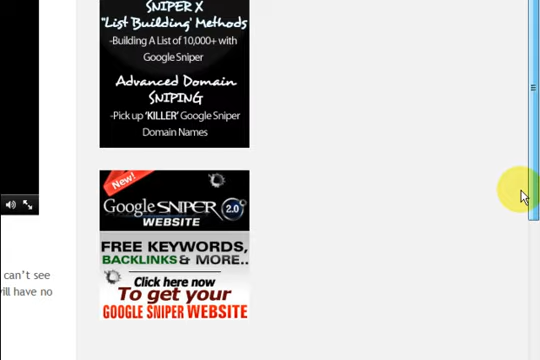 SNIPER X
"List Building' Methods
-Building A List of 10,000+ with
Google Sniper
Advanced Domain
SNIPING
-Pick up 'KILLER' Google Sniper
Domain Names
New!
Google SNIPER 2.0
WEBSITE
FREE KEYWORDS,
BACKLINKS & MORE..
Click here now
To get your
GOOGLE SNIPER WEBSITE
can't see
will have no